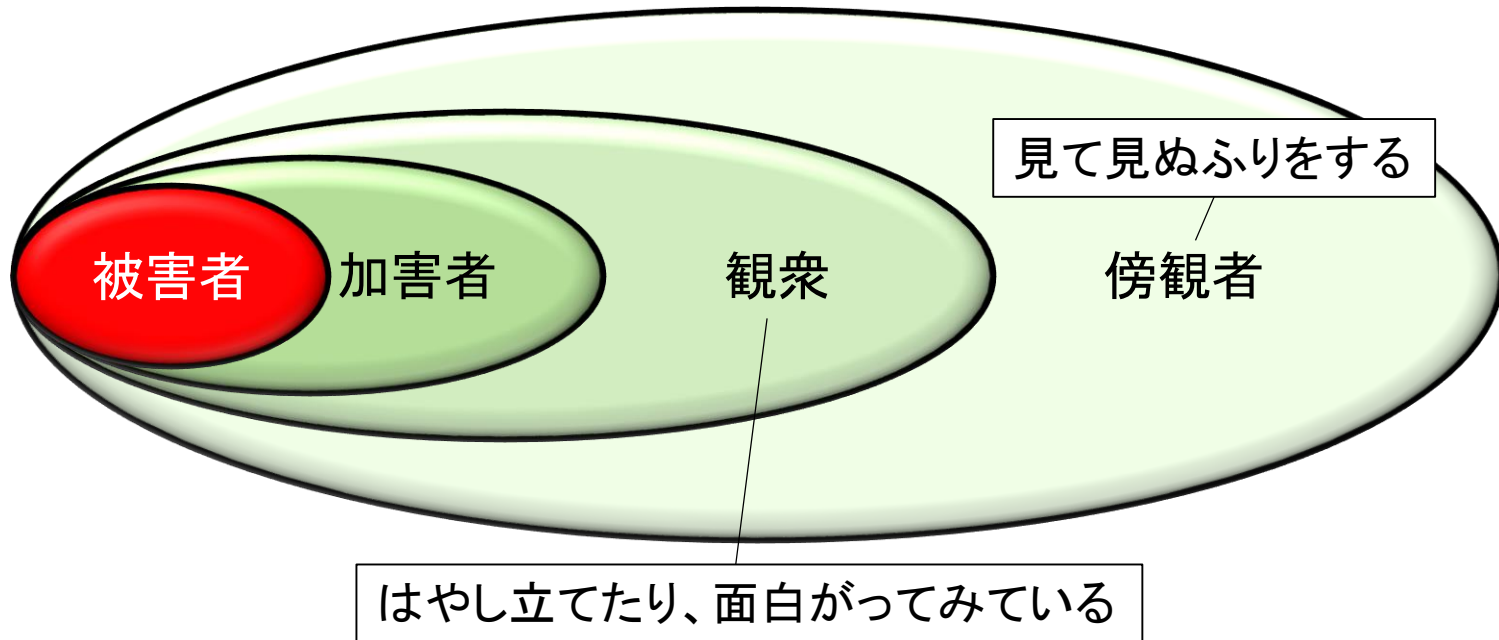 見て見ぬふりをする
被害者
加害者
観衆
傍観者
はやし立てたり、面白がってみている